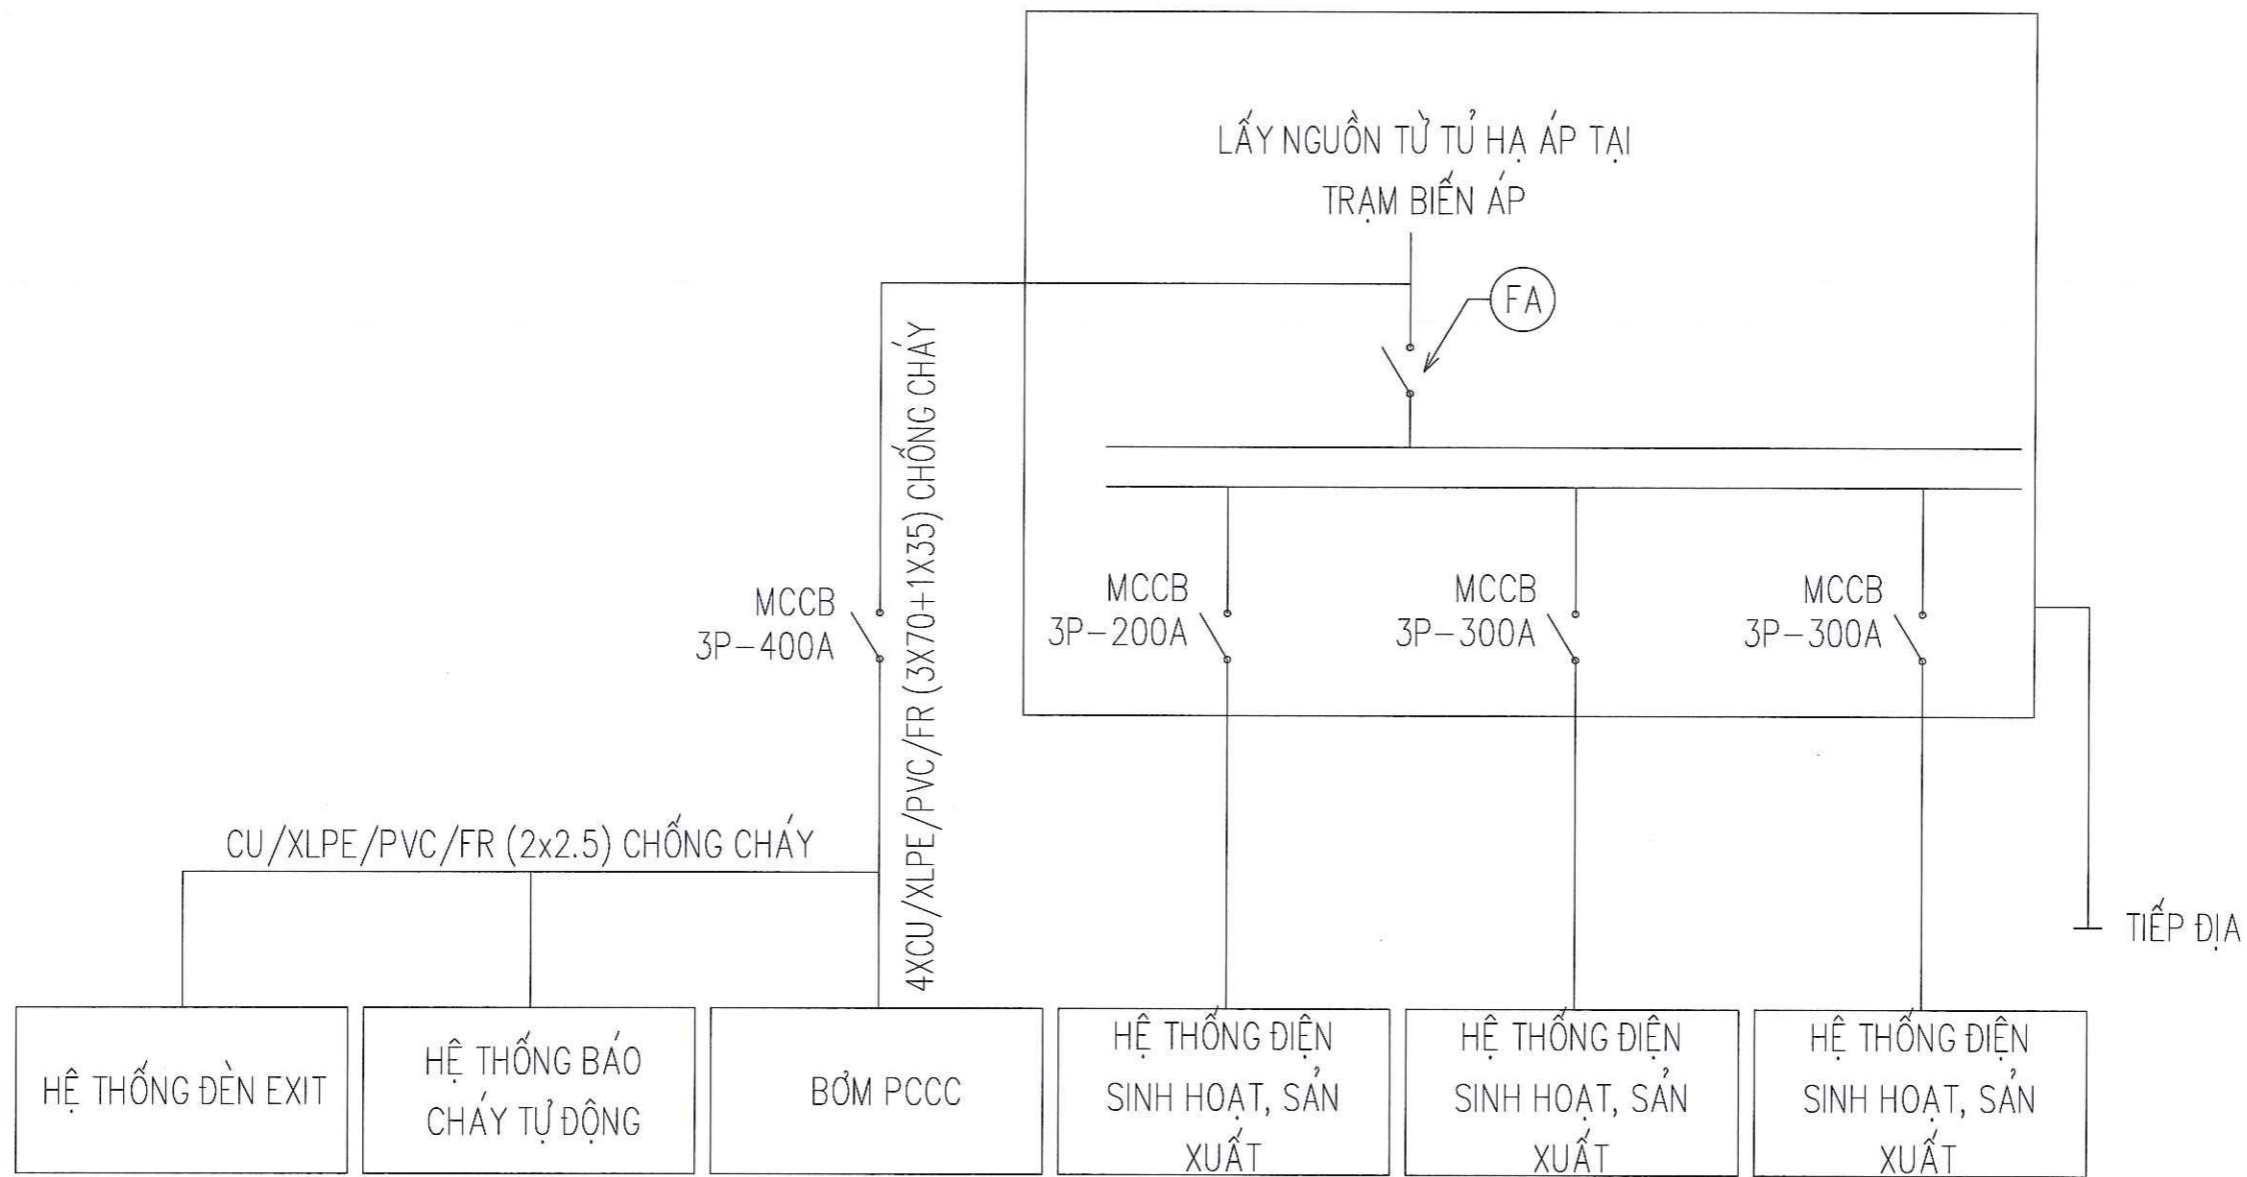 LẤY NGUỒN TỪ TỦ HẠ ÁP TẠI
TRẠM BIẾN ÁP
FA
4XCU/XLPE/PVC/FR (3X70+1X35) CHỐNG CHÁY
MCCB
3P-400A
MCCB
3P-200A
MCCB
3P-300A
MCCB
3P-300A
CU/XLPE/PVC/FR (2x2.5) CHỐNG CHÁY
TIẾP ĐỊA
HỆ THỐNG ĐÈN EXIT
HỆ THỐNG BÁO
CHÁY TỰ ĐỘNG
BƠM PCCC
HỆ THỐNG ĐIỆN
SINH HOẠT, SẢN
XUẤT
HỆ THỐNG ĐIỆN
SINH HOẠT, SẢN
XUẤT
HỆ THỐNG ĐIỆN
SINH HOẠT, SẢN
XUẤT